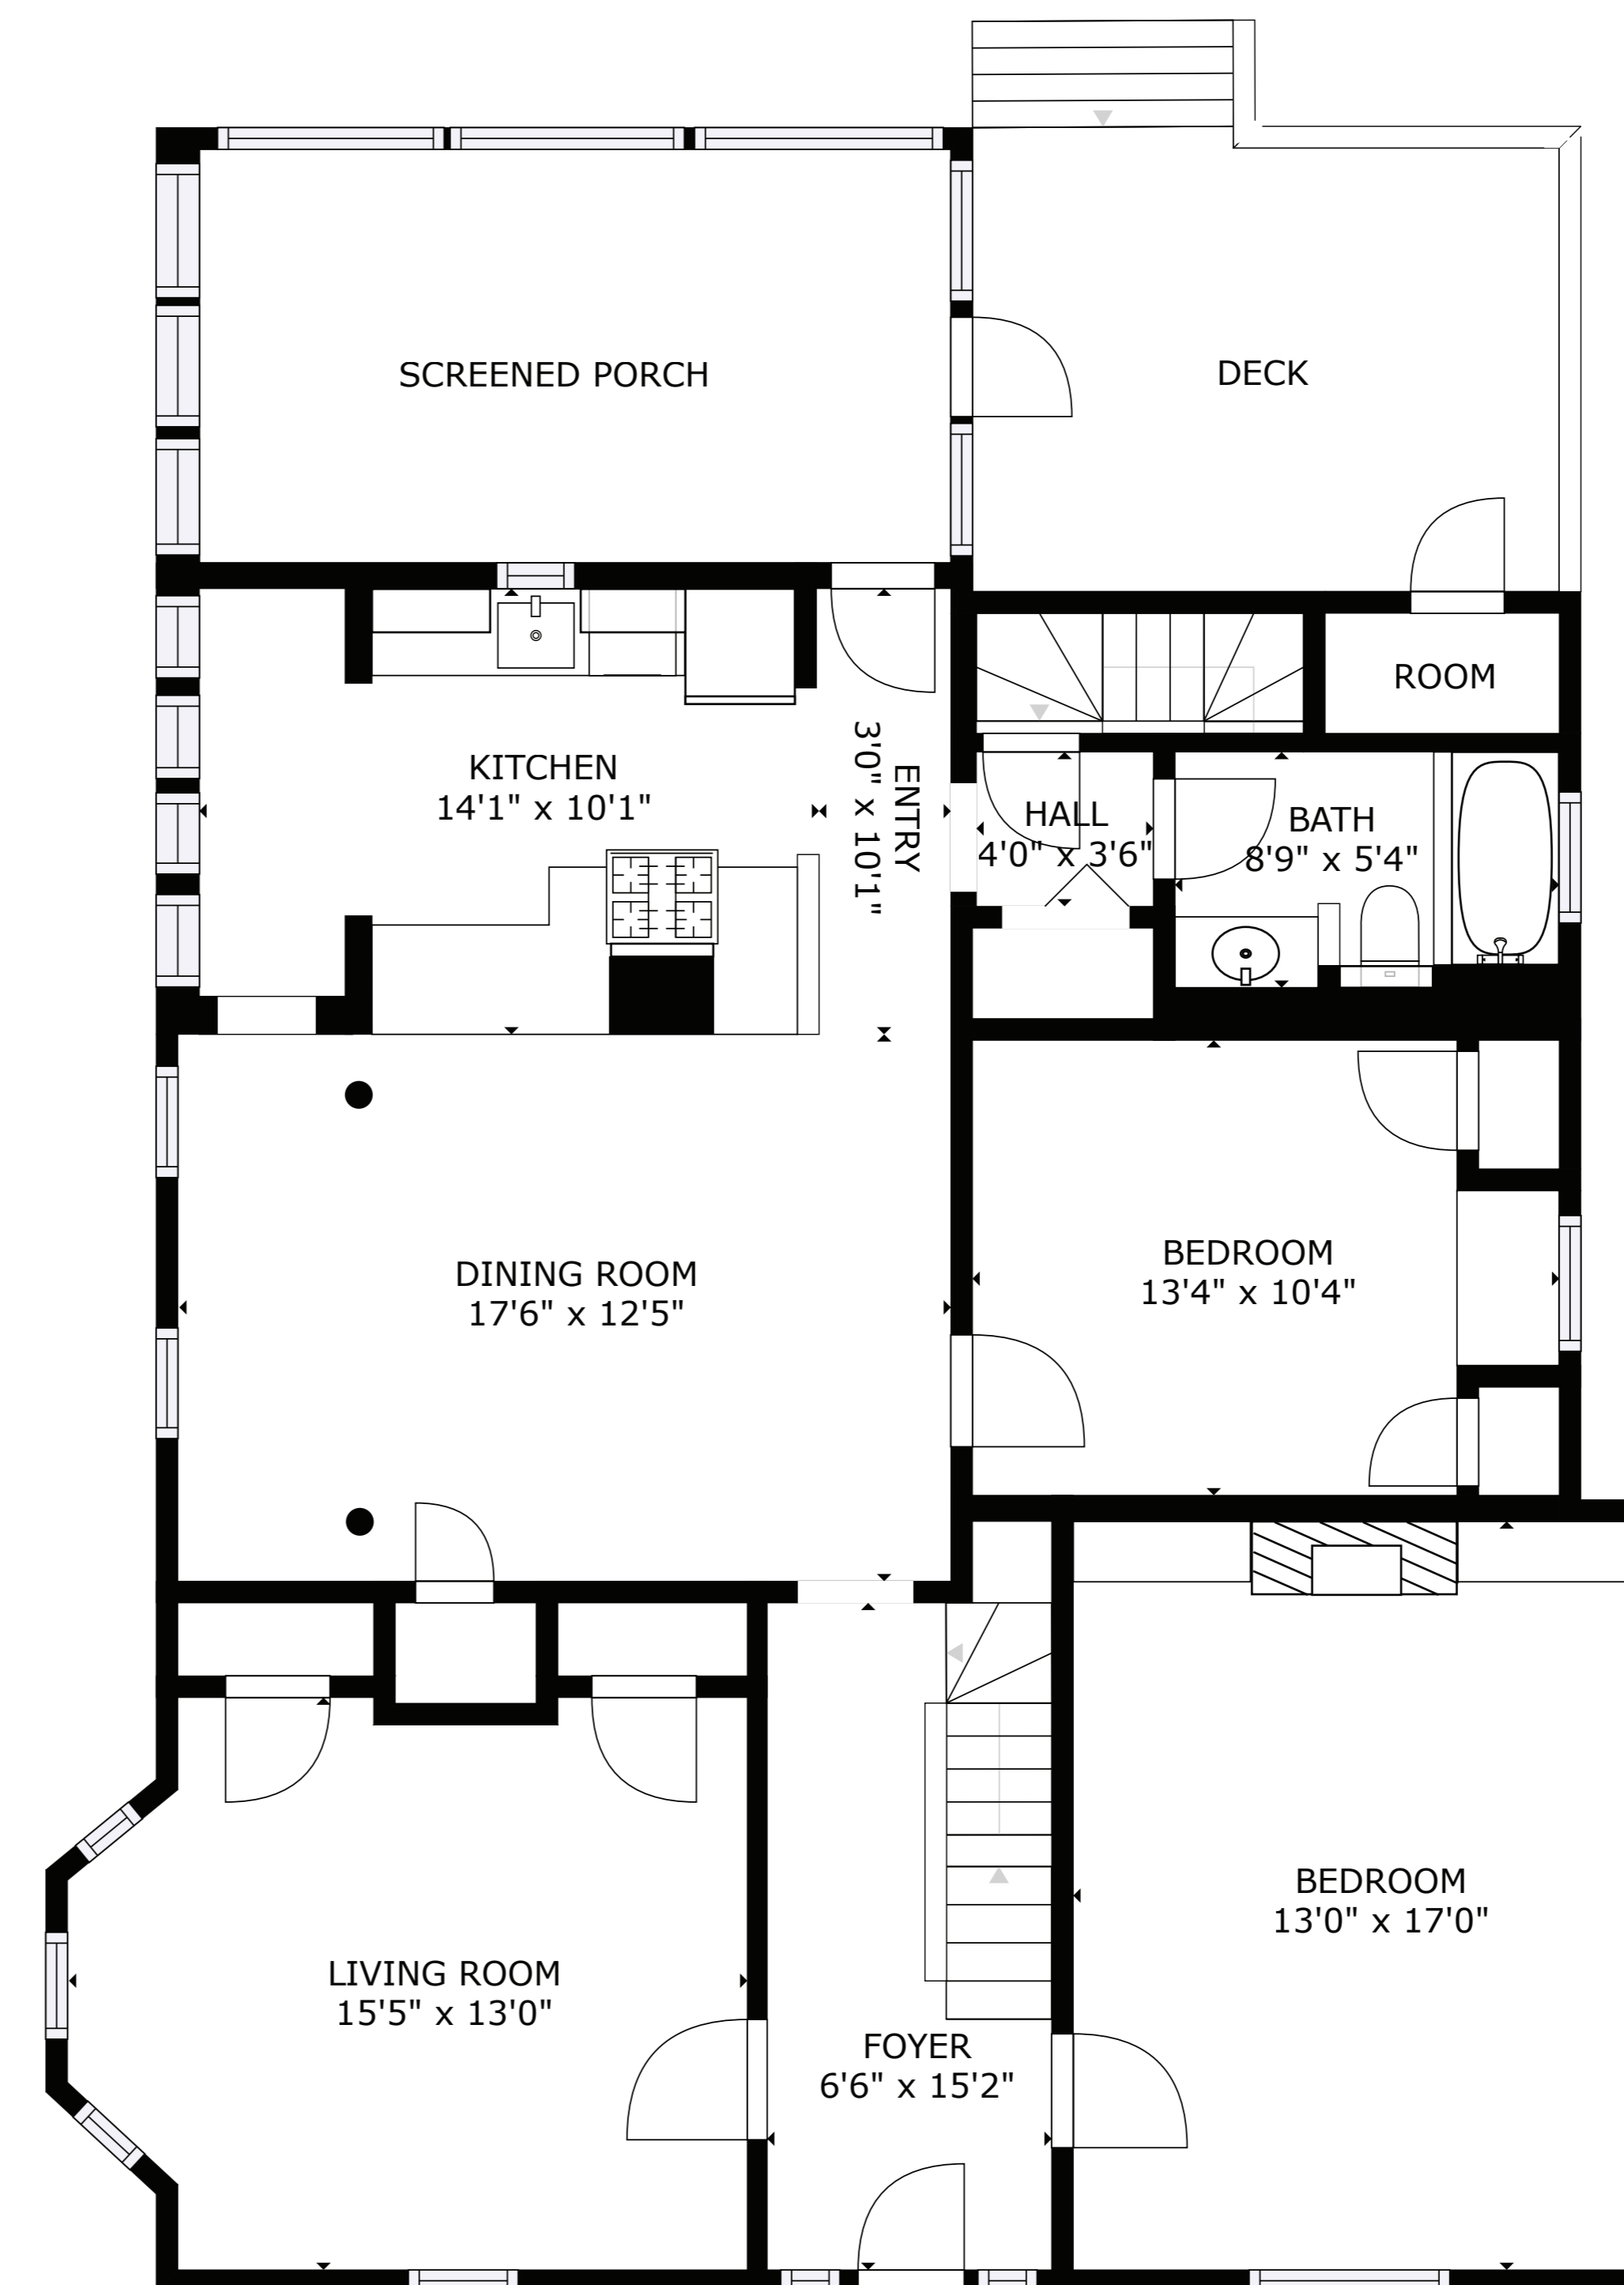 SCREENED PORCH
DECK
ROOM
KITCHEN
14'1" x 10'1"
ENTRY
3'0" x 10'1"
HALL
4'0" x 3'6"
BATH
8'9" x 5'4"
DINING ROOM
17'6" x 12'5"
BEDROOM
13'4" x 10'4"
LIVING ROOM
15'5" x 13'0"
FOYER
6'6" x 15'2"
BEDROOM
13'0" x 17'0"